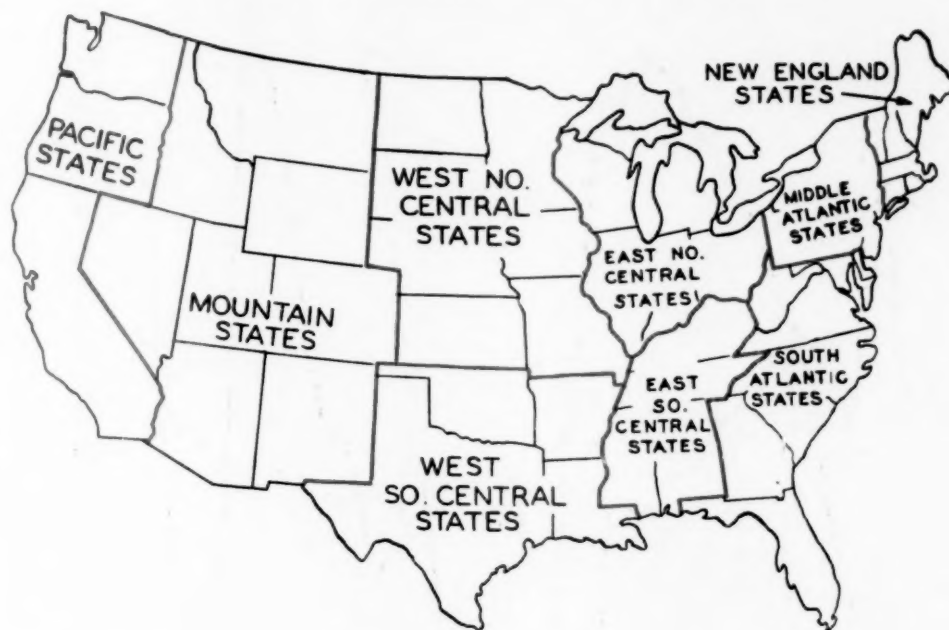 NEW ENGLAND
STATES
PACIFIC
STATES
WEST NO.
CENTRAL
STATES
MIDDLE
ATLANTIC
STATES
EAST NO.
CENTRAL
STATES
MOUNTAIN
STATES
SOUTH
ATLANTIC
STATES
EAST
SO.
CENTRAL
STATES
WEST
SO. CENTRAL
STATES